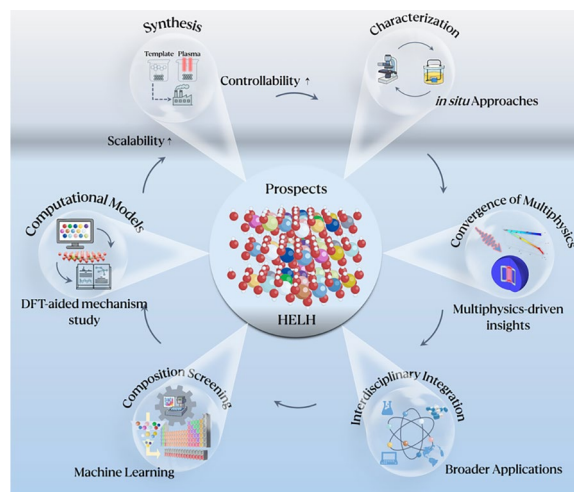 Synthesis
Template Plasma
Controllability ↑
Scalability ↑
Characterization
in situ Approaches
Convergence of Multiphysics
Multiphysics-driven
insights
Interdisciplinary Integration
Broader Applications
Composition Screening
Machine Learning
Computational Models
DFT-aided mechanism
study
Prospects
HELH